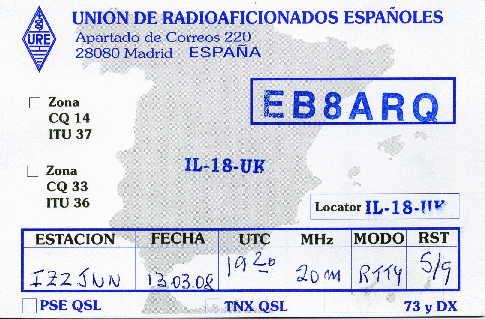 URE
UNION DE RADIOAFICIONADOS ESPAÑOLES
Apartado de Correos 220
28080 Madrid ESPAÑA
EB8ARQ
Zona
CQ 14
ITU 37
IL-18-UK
Zona
CQ 33
ITU 36
Locator IL-18-UK
ESTACION FECHA UTC MHz MODO RST
IZZJNN 13.03.08 1920 20m RTTY 5/9
PSE QSL TNX QSL 73 y DX